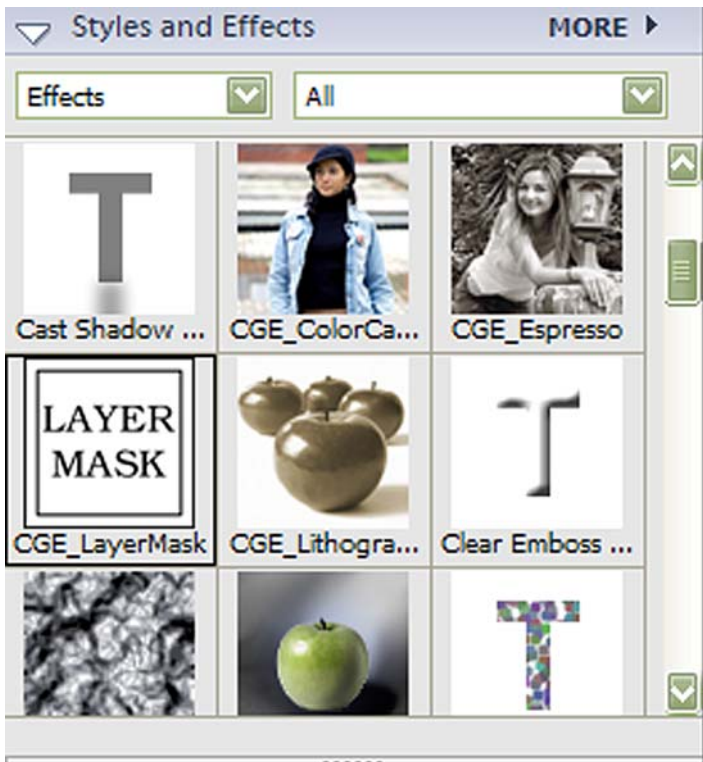 Styles and Effects MORE
Effects All
T
Cast Shadow ... CGE_ColorCa... CGE_Espresso
LAYER
MASK
T
CGE_LayerMask CGE_Lithogra... Clear Emboss ...
T